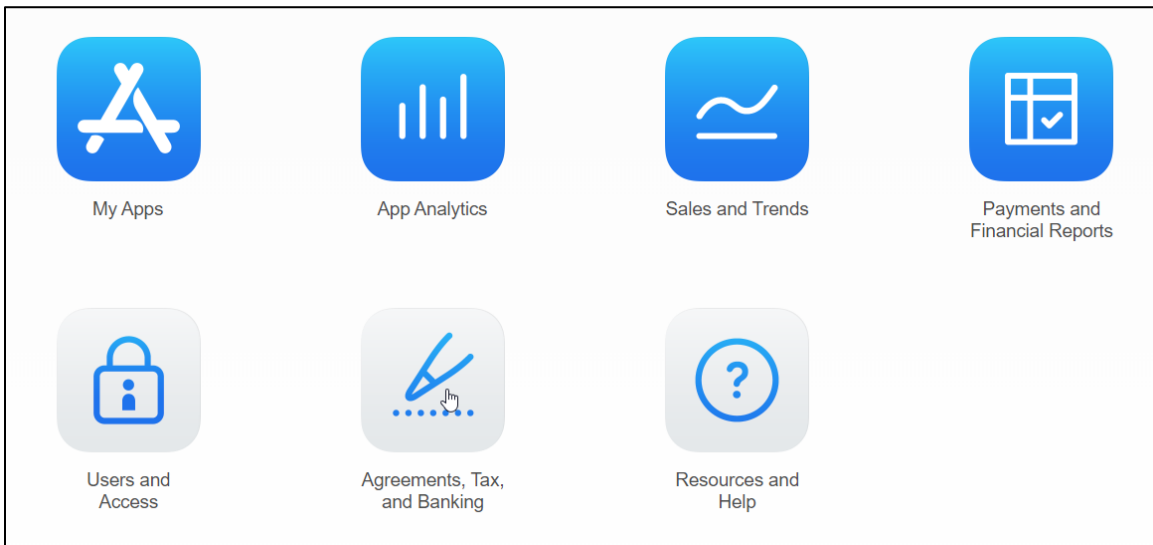 My Apps
App Analytics
Sales and Trends
Payments and
Financial Reports
Users and
Access
Agreements, Tax,
and Banking
Resources and
Help